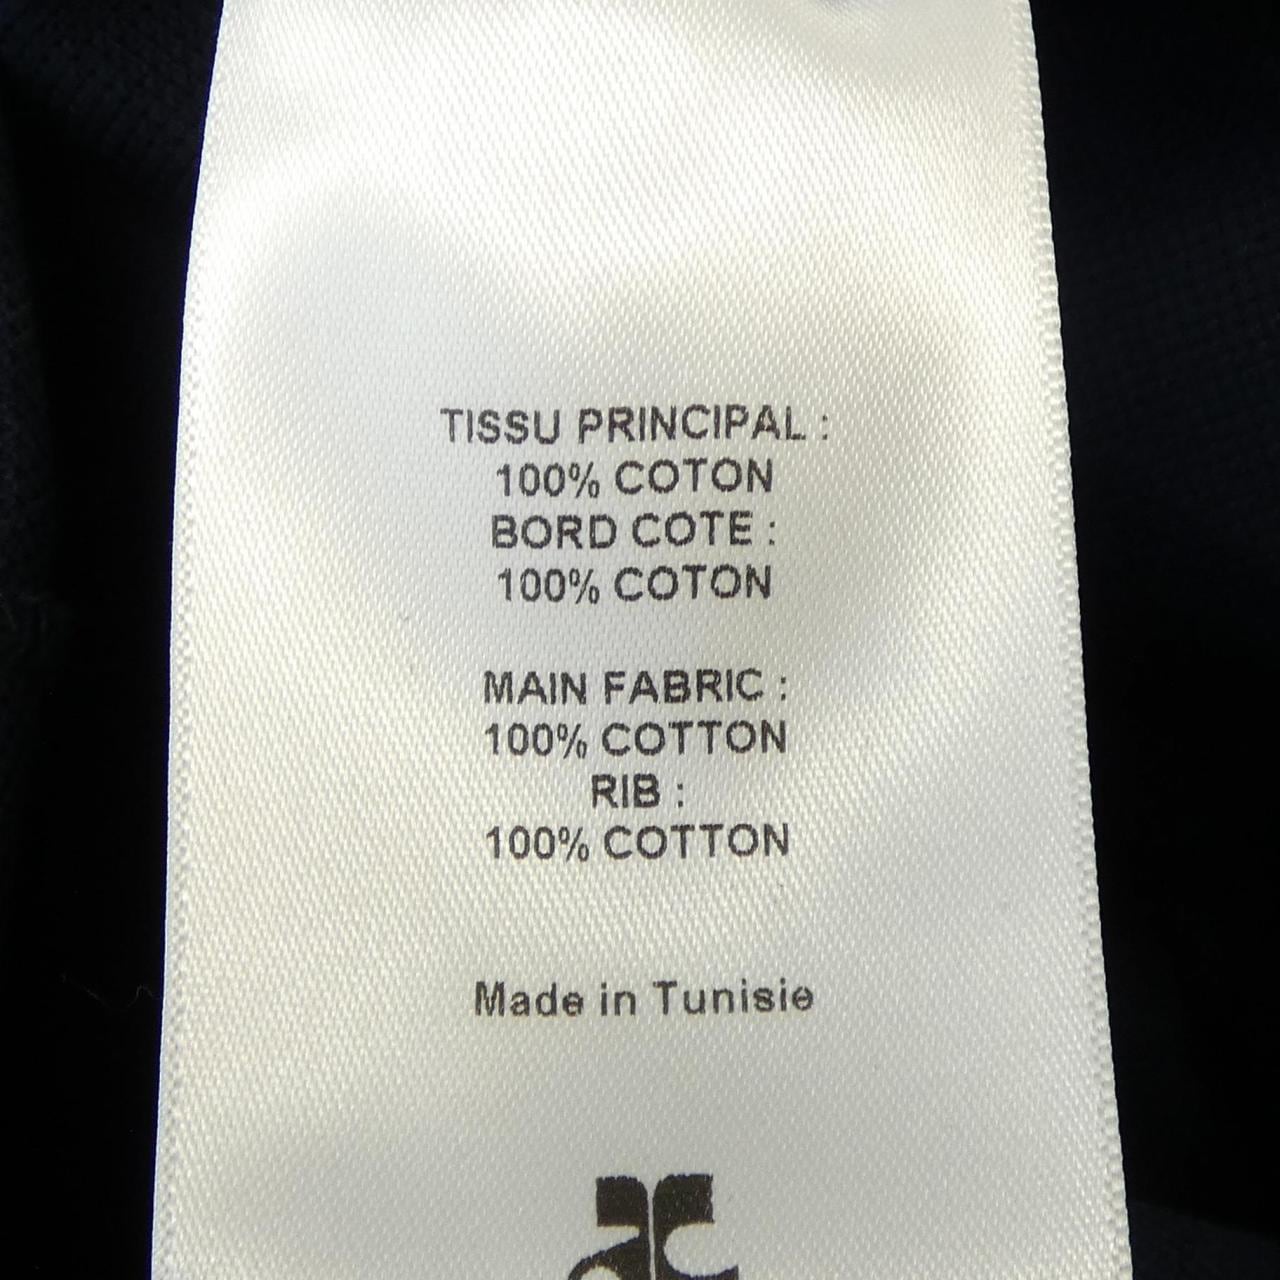 TISSU PRINCIPAL :
100% COTON
BORD COTE :
100% COTON
MAIN FABRIC :
100% COTTON
RIB :
100% COTTON
Made in Tunisie